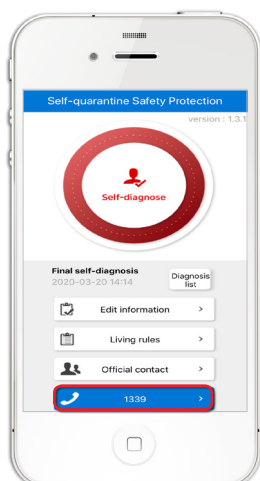 Self-quarantine Safety Protection
version : 1.3.1
Self-diagnose
Final self-diagnosis
2020-03-20 14:14
Diagnosis
list
Edit information
Living rules
Official contact
1339